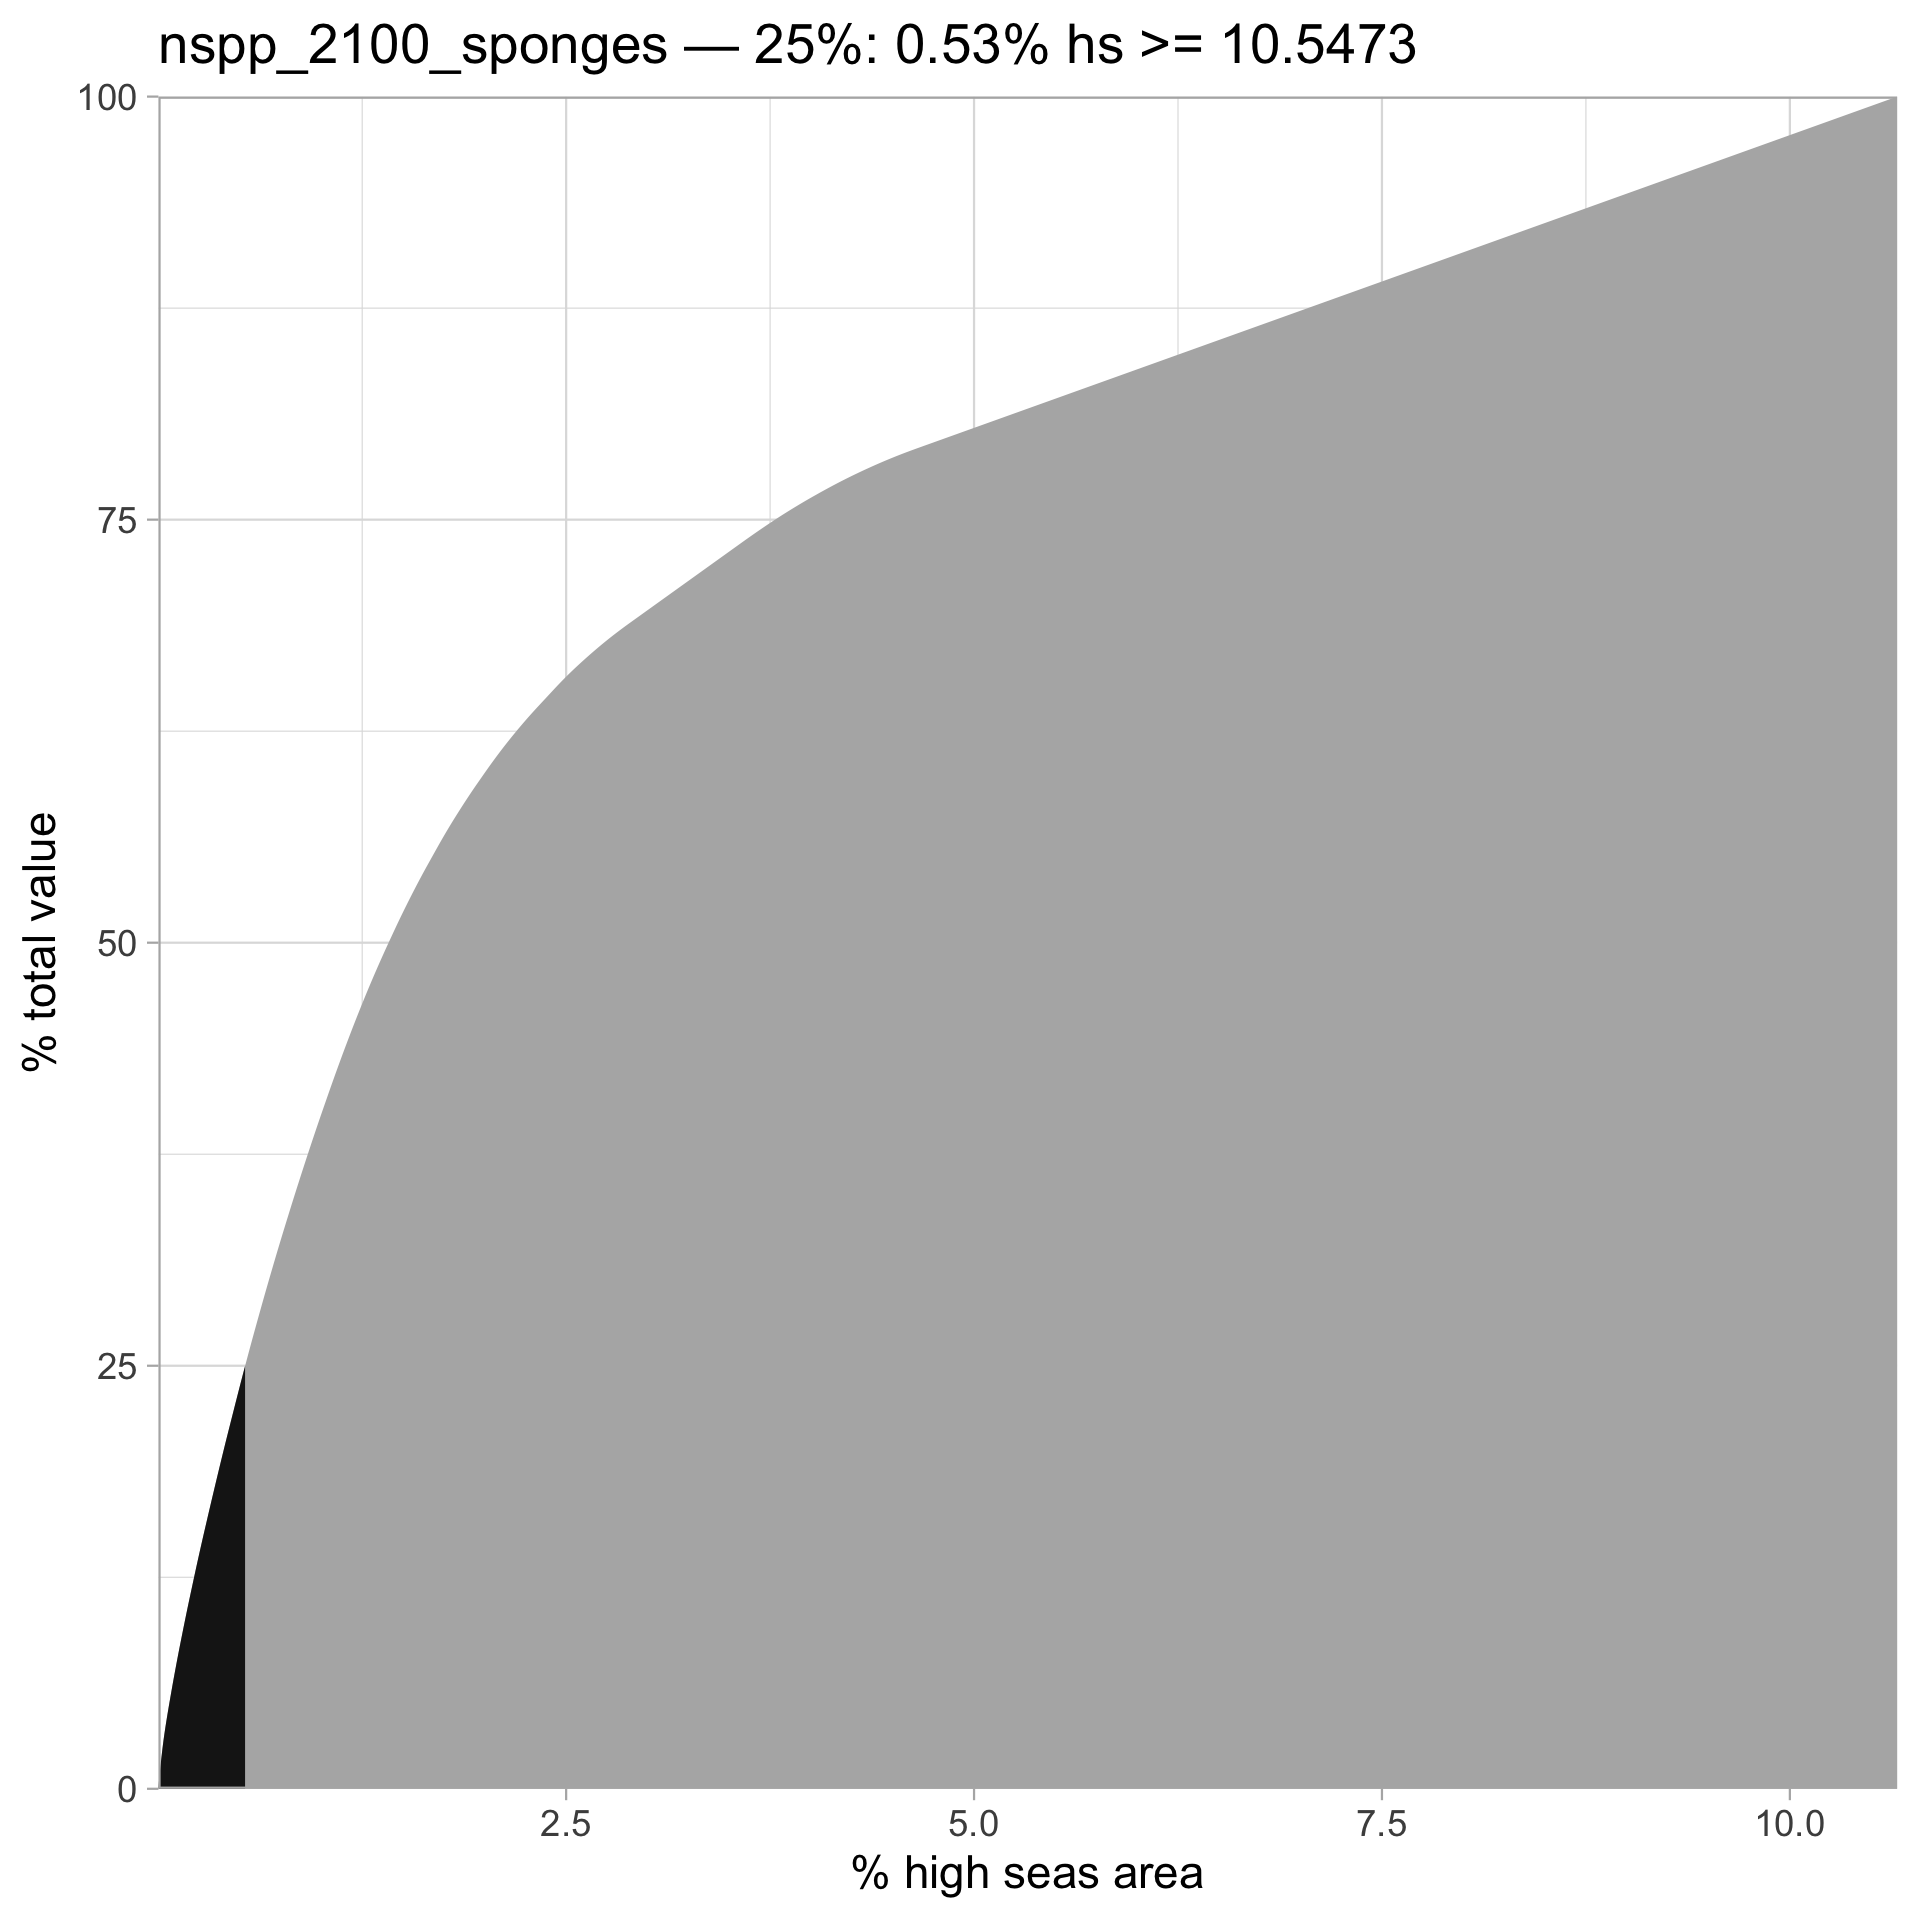 nspp_2100_sponges — 25%: 0.53% hs >= 10.5473
100
75
50
25
0
% total value
2.5 5.0 7.5 10.0
% high seas area